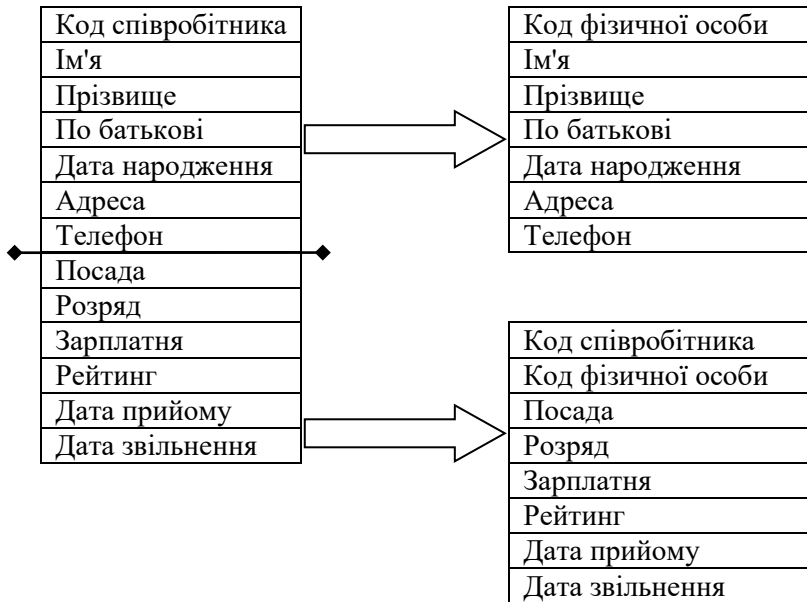 Код співробітника
Ім'я
Прізвище
По батькові
Дата народження
Адреса
Телефон
Посада
Розряд
Зарплатня
Рейтинг
Дата прийому
Дата звільнення
Код фізичної особи
Ім'я
Прізвище
По батькові
Дата народження
Адреса
Телефон
Код співробітника
Код фізичної особи
Посада
Розряд
Зарплатня
Рейтинг
Дата прийому
Дата звільнення